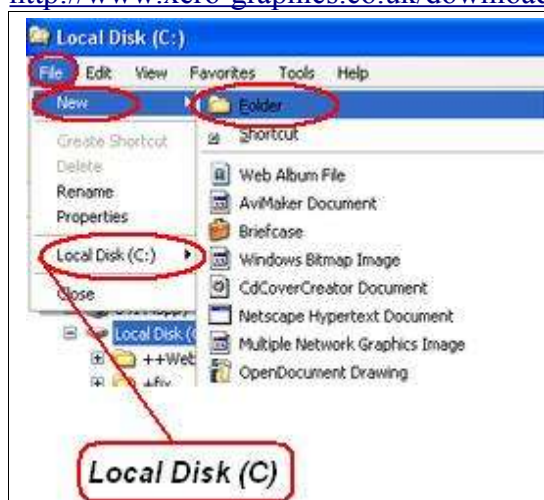 http://www.xero-graphics.co.uk/download
Local Disk (C:)
File Edit View Favorites Tools Help
New
Folder
Create Shortcut
Shortcut
Delete
Web Album File
Rename
AviMaker Document
Properties
Briefcase
Local Disk (C:)
Windows Bitmap Image
Close
CdCoverCreator Document
Netscape Hypertext Document
Local Disk (
Multiple Network Graphics Image
++Web
OpenDocument Drawing
+fix
Local Disk (C)